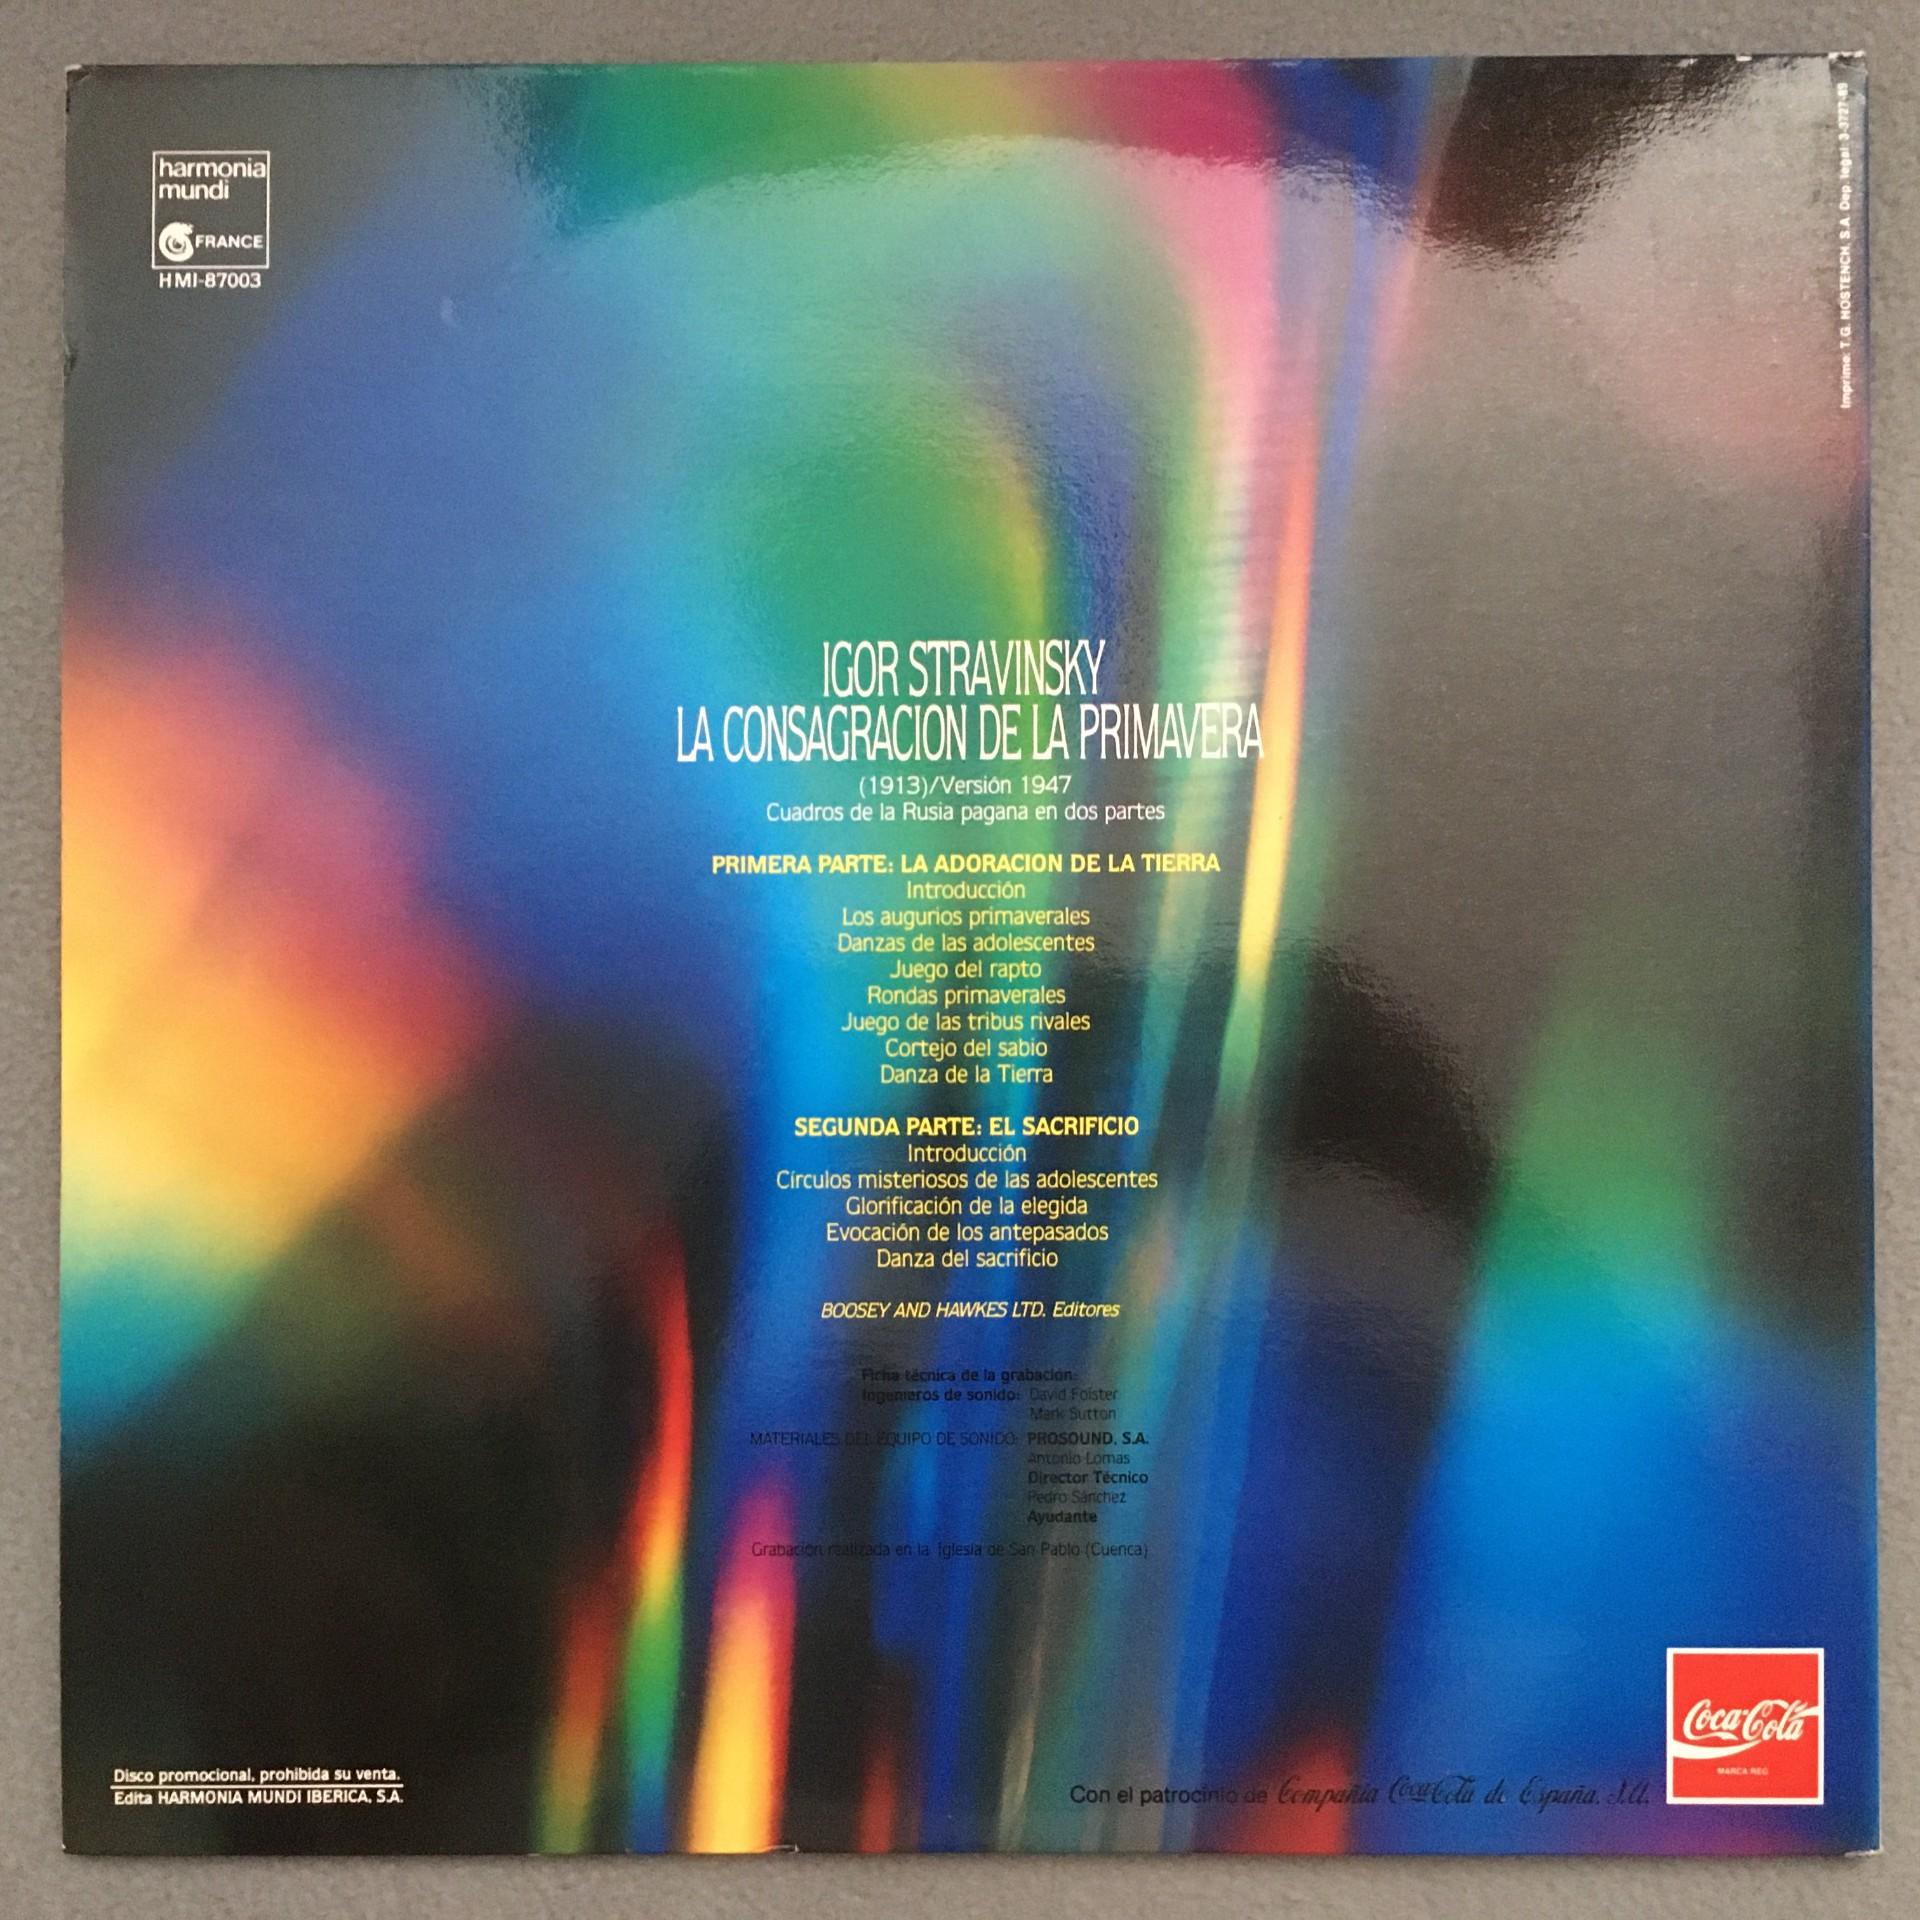 harmonia
mundi
FRANCE
HMI-87003
Imprime: T.G. HOSTENCH, S.A. Dep. legal: 3-3727-89
IGOR STRAVINSKY
LA CONSAGRACION DE LA PRIMAVERA
(1913)/Versión 1947
Cuadros de la Rusia pagana en dos partes
PRIMERA PARTE: LA ADORACION DE LA TIERRA
Introducción
Los augurios primaverales
Danzas de las adolescentes
Juego del rapto
Rondas primaverales
Juego de las tribus rivales
Cortejo del sabio
Danza de la Tierra
SEGUNDA PARTE: EL SACRIFICIO
Introducción
Círculos misteriosos de las adolescentes
Glorificación de la elegida
Evocación de los antepasados
Danza del sacrificio
BOOSEY AND HAWKES LTD. Editores
Ficha técnica de la grabación:
Ingenieros de sonido: David Folster
Mark Sutton
MATERIALES DEL EQUIPO DE SONIDO: PROSOUND, S.A.
Antonio Lomas
Director Técnico
Pedro Sánchez
Ayudante
Grabación realizada en la Iglesia de San Pablo (Cuenca)
Disco promocional, prohibida su venta.
Edita HARMONIA MUNDI IBERICA, S.A.
Con el patrocinio de Compañía Coca-Cola de España, S.A.
Coca-Cola
MARCA REG